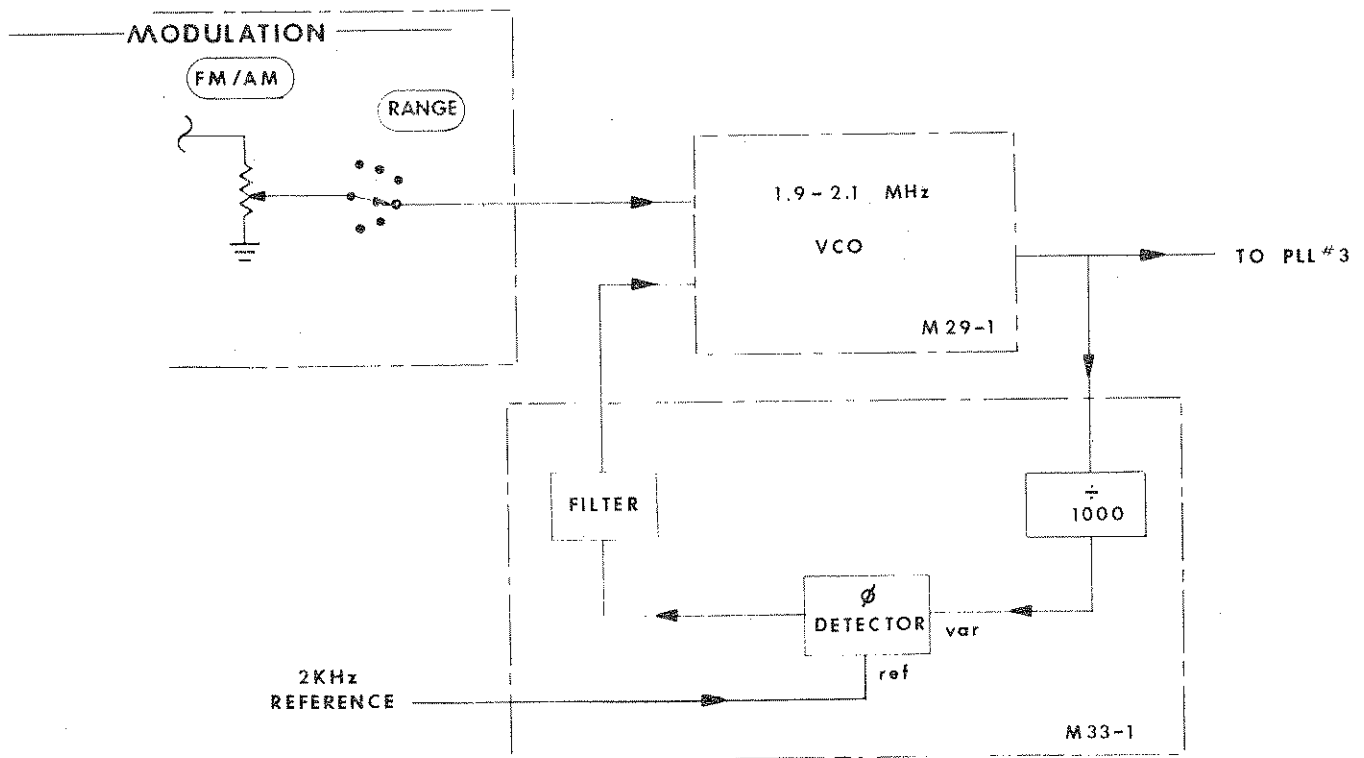 MODULATION
FM/AM
RANGE
1.9-2.1 MHz
VCO
M29-1
TO PLL #3
FILTER
÷
1000
ϕ
DETECTOR
var
ref
2KHz
REFERENCE
M33-1